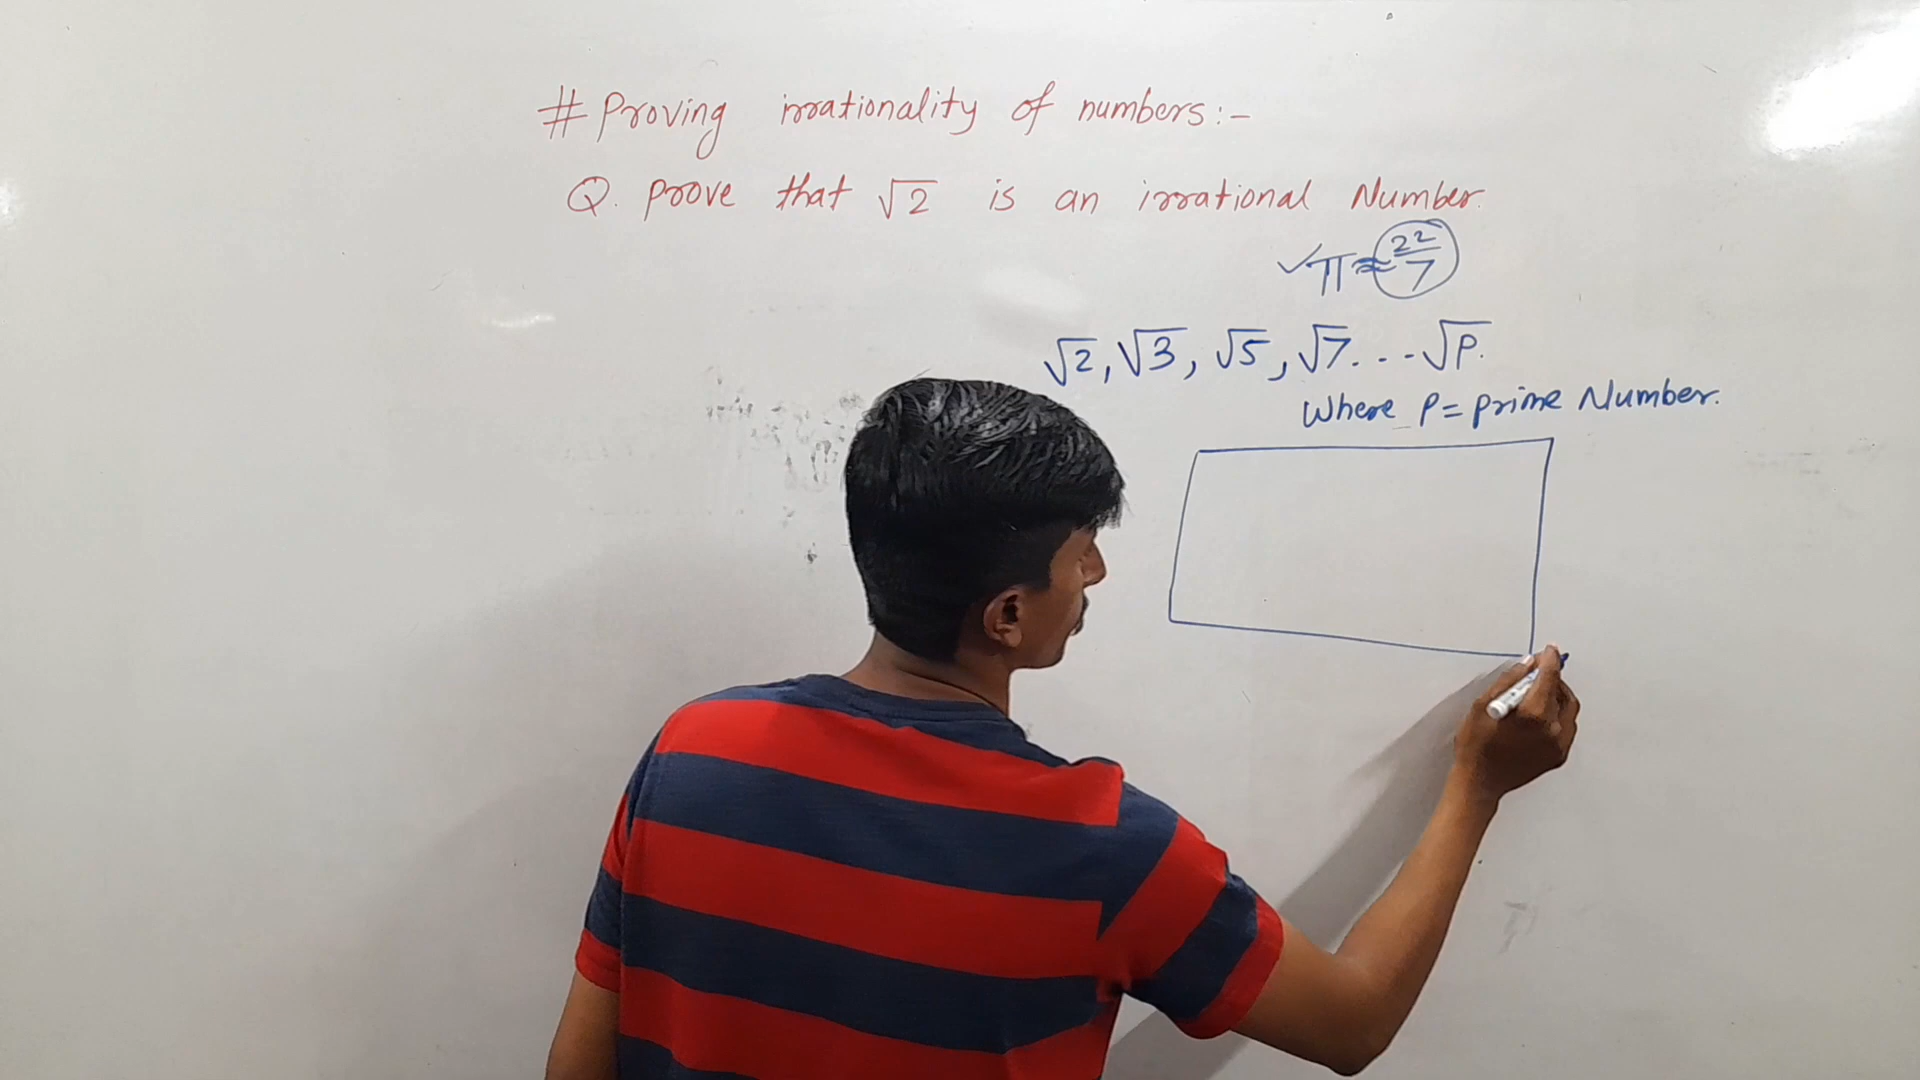 # Proving irrationality of numbers:-
Q. prove that √2 is an irrational Number.
✓π≈22/7
√2, √3, √5, √7...-√P.
Where P=prime Number.